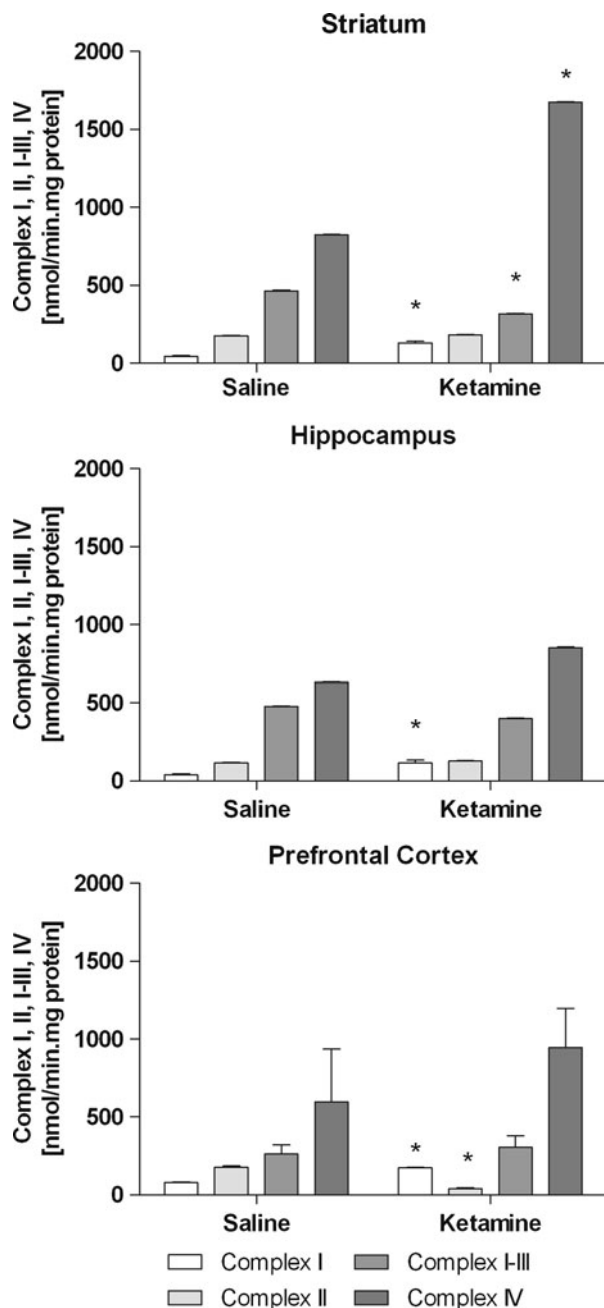 Striatum
Complex I, II, I-III, IV
[nmol/min.mg protein]
2000
1500
1000
500
0
*
*
*
Saline
Ketamine
Hippocampus
Complex I, II, I-III, IV
[nmol/min.mg protein]
2000
1500
1000
500
0
*
Saline
Ketamine
Prefrontal Cortex
Complex I, II, I-III, IV
[nmol/min.mg protein]
2000
1500
1000
500
0
*
*
Saline
Ketamine
Complex I
Complex I-III
Complex II
Complex IV